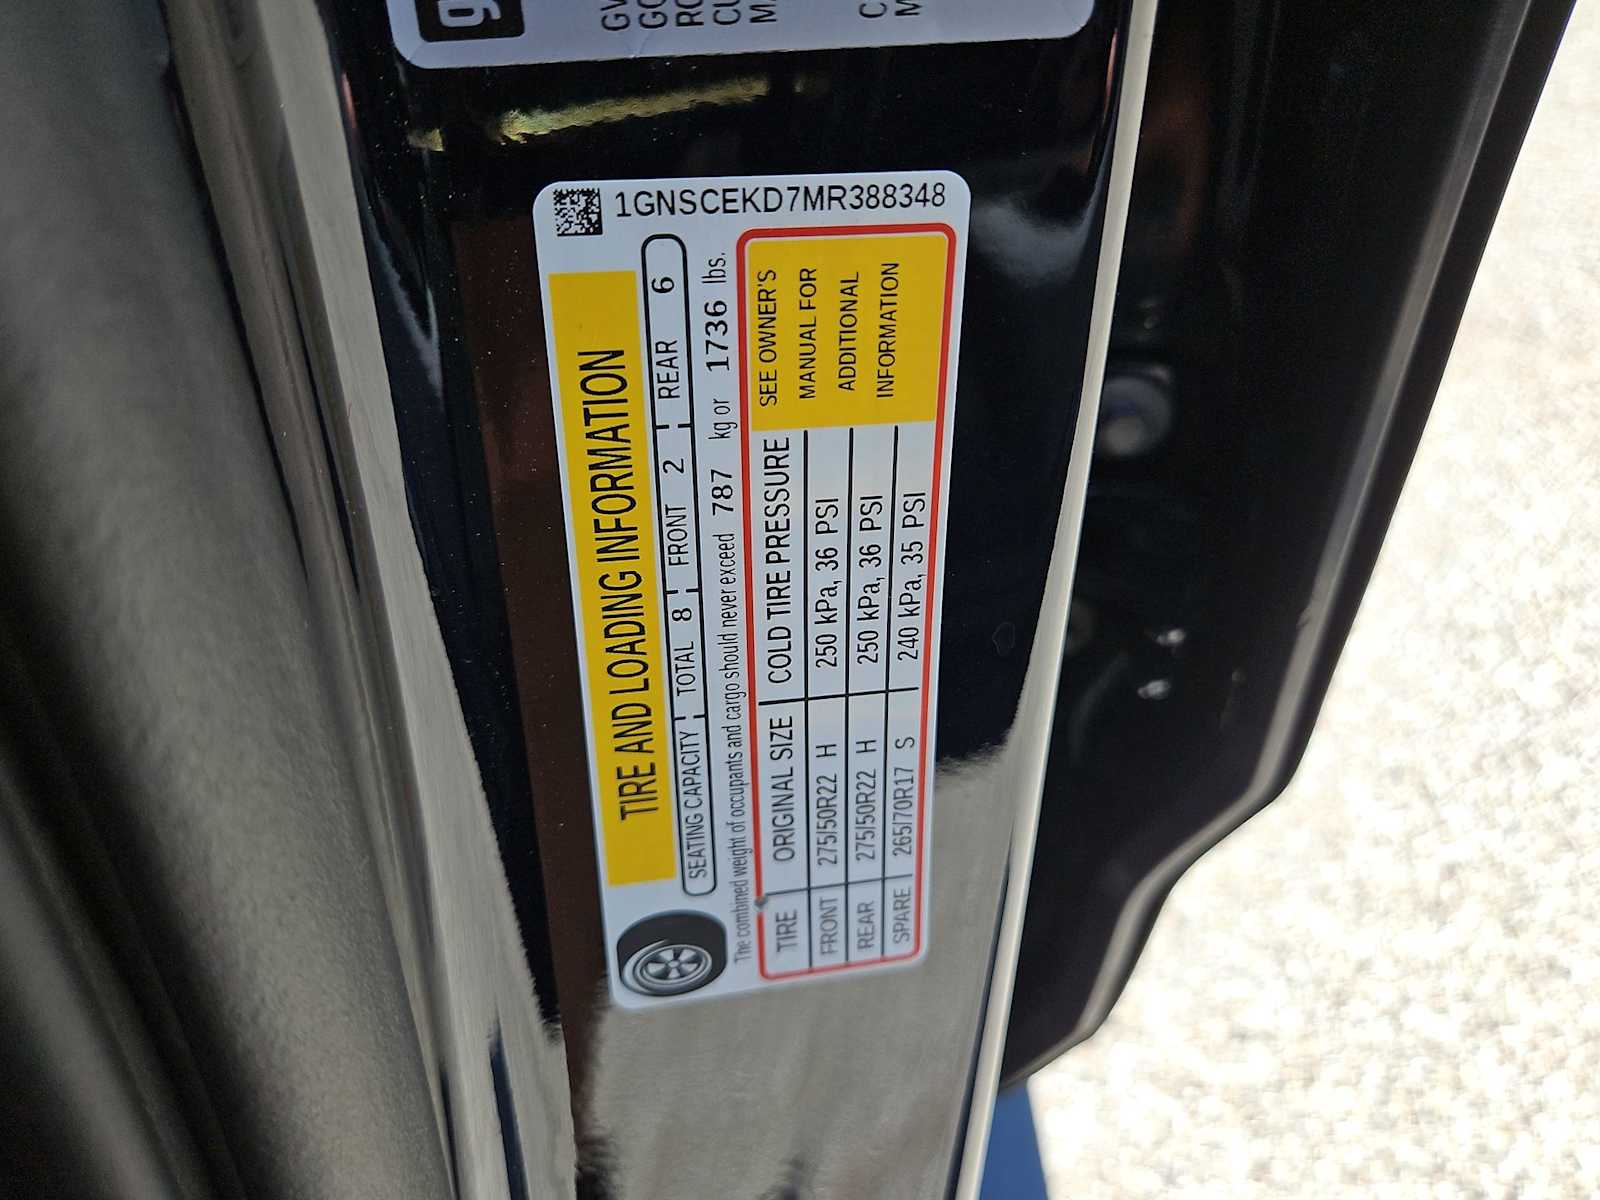 1GNSCEKD7MR388348
TIRE AND LOADING INFORMATION
SEATING CAPACITY TOTAL 8 FRONT 2 REAR 6
The combined weight of occupants and cargo should never exceed 787 kg or 1736 lbs.
TIRE ORIGINAL SIZE COLD TIRE PRESSURE
FRONT 275/50R22 H 250 kPa, 36 PSI
REAR 275/50R22 H 250 kPa, 36 PSI
SPARE 265/70R17 S 240 kPa, 35 PSI
SEE OWNER'S
MANUAL FOR
ADDITIONAL
INFORMATION